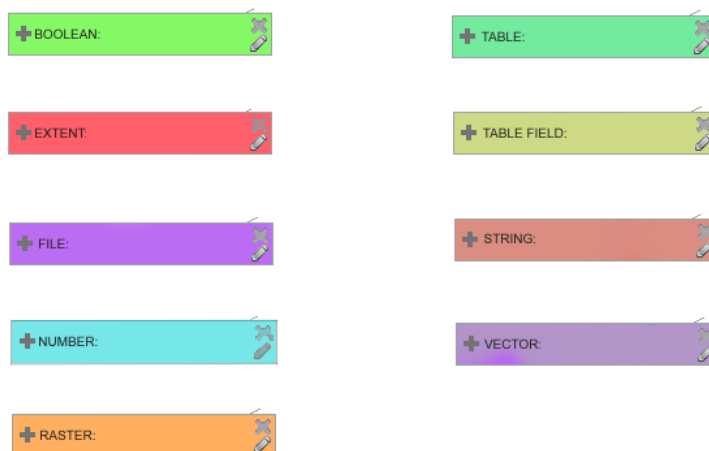 BOOLEAN:
EXTENT:
FILE:
NUMBER:
RASTER:
TABLE:
TABLE FIELD:
STRING:
VECTOR: